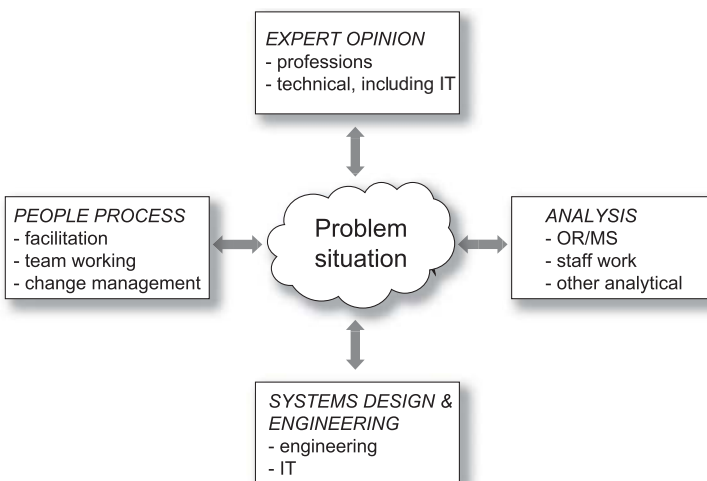 EXPERT OPINION
- professions
- technical, including IT
PEOPLE PROCESS
- facilitation
- team working
- change management
Problem
situation
ANALYSIS
- OR/MS
- staff work
- other analytical
SYSTEMS DESIGN &
ENGINEERING
- engineering
- IT